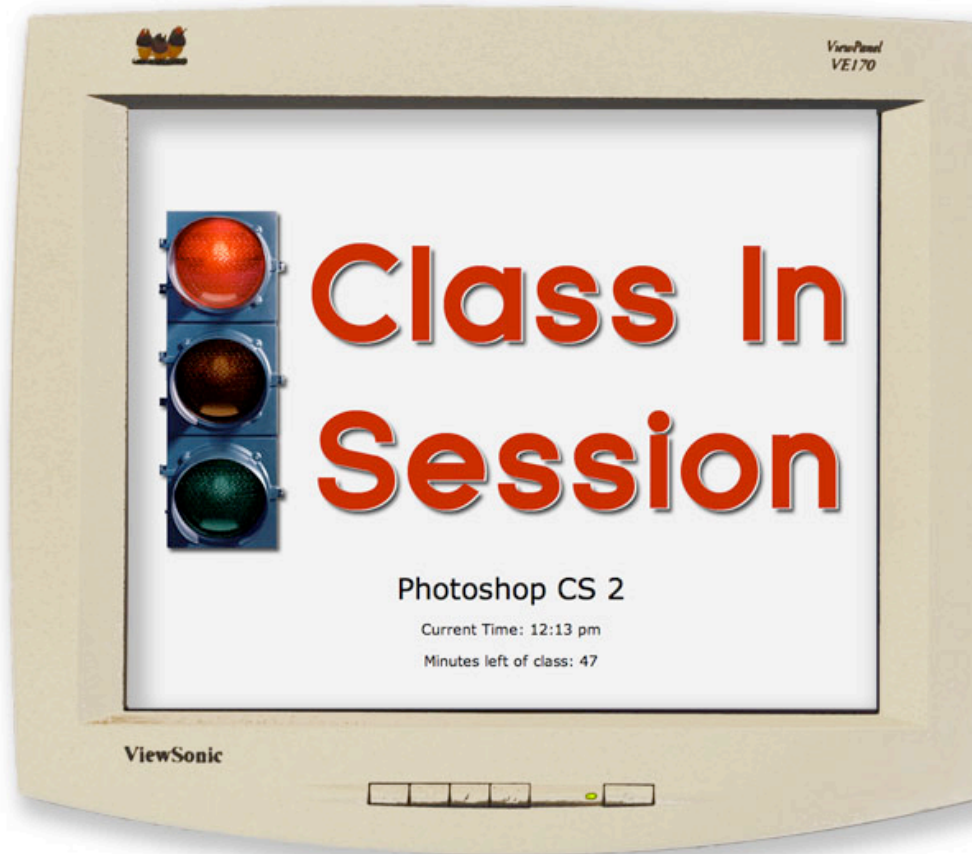 ViewPanel
VE170
Class In
Session
Photoshop CS 2
Current Time: 12:13 pm
Minutes left of class: 47
ViewSonic